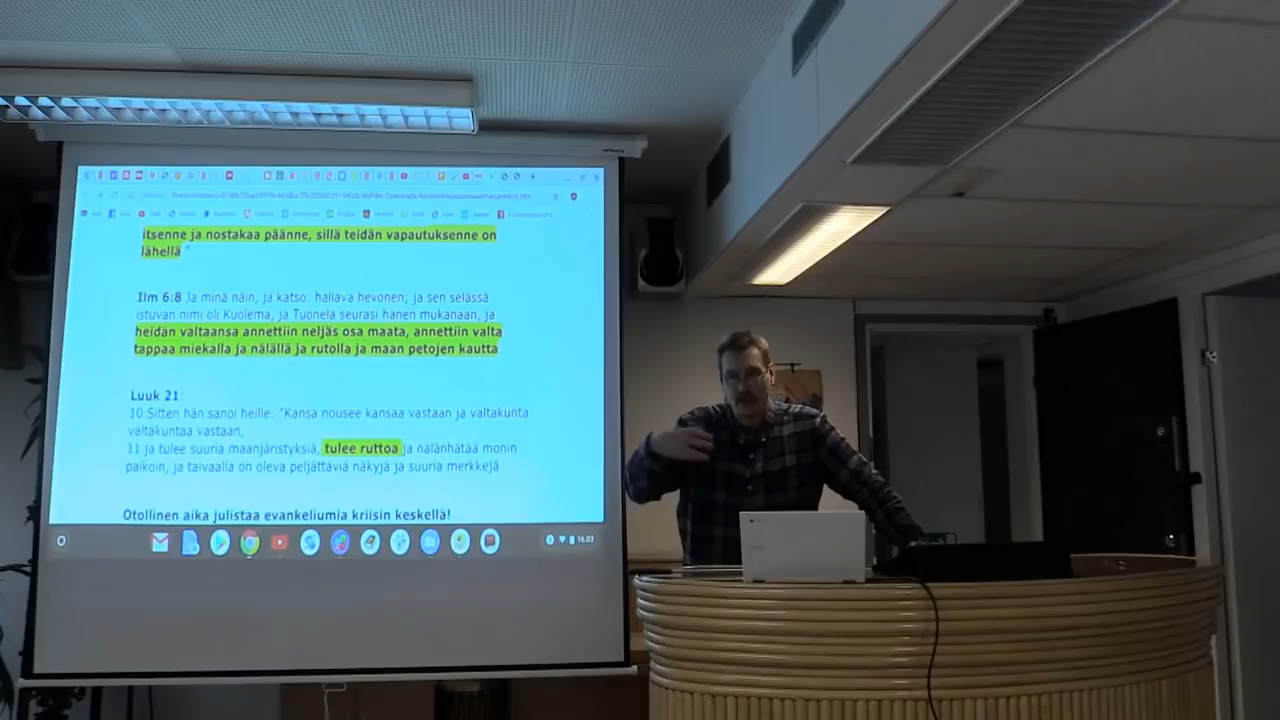 itsenne ja nostakaa päänne, sillä teidän vapautuksenne on
lähellä"
Ilm 6:8 Ja minä näin, ja katso: hallava hevonen; ja sen selässä
istuvan nimi oli Kuolema, ja Tuonela seurasi hänen mukanaan, ja
heidän valtaansa annettiin neljäs osa maata, annettiin valta
tappaa miekalla ja nälällä ja rutolla ja maan petojen kautta.
Luuk 21:
10 Sitten hän sanoi heille: "Kansa nousee kansaa vastaan ja valtakunta
valtakuntaa vastaan,
11 ja tulee suuria maanjäristyksiä, tulee ruttoa ja nälänhätää monin
paikoin, ja taivaalla on oleva peljättäviä näkyjä ja suuria merkkejä.
Otollinen aika julistaa evankeliumia kriisin keskellä!
16.03